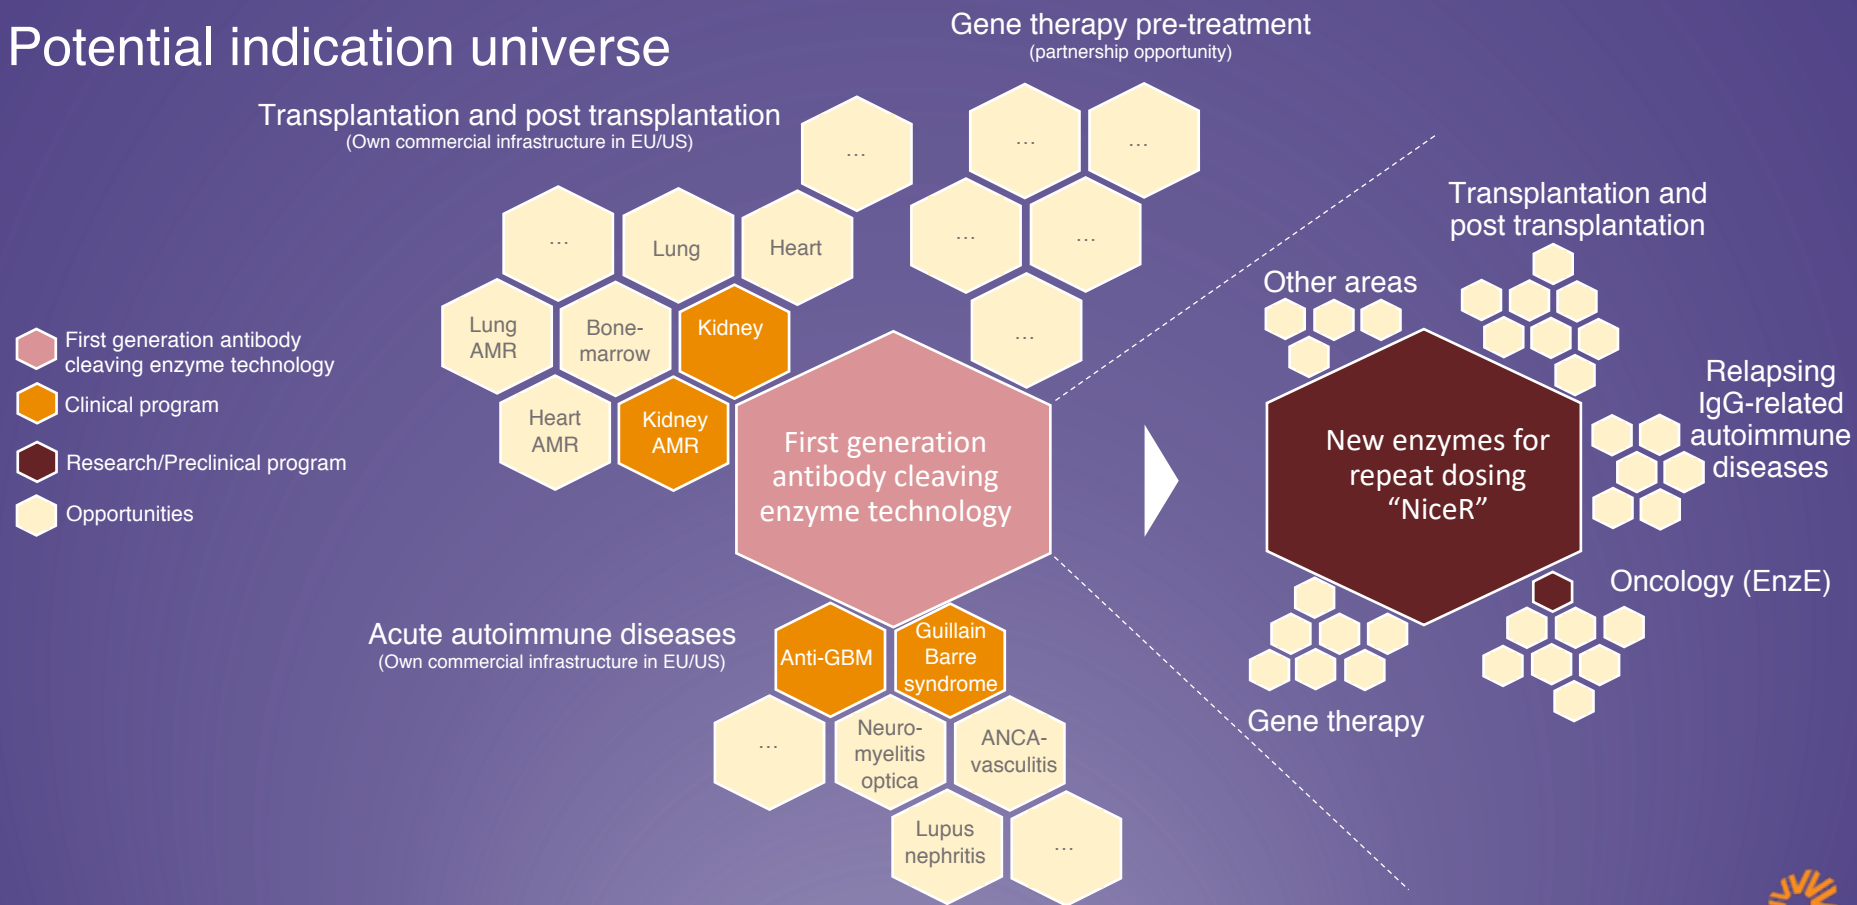 Potential indication universe
Gene therapy pre-treatment
(partnership opportunity)
Transplantation and post transplantation
(Own commercial infrastructure in EU/US)
...
...
...
...
Lung
Heart
...
...
Lung
AMR
Bone-
marrow
Kidney
...
Heart
AMR
Kidney
AMR
First generation antibody
cleaving enzyme technology
Clinical program
Research/Preclinical program
Opportunities
First generation
antibody cleaving
enzyme technology
Acute autoimmune diseases
(Own commercial infrastructure in EU/US)
Anti-GBM
Guillain
Barre
syndrome
...
Neuro-
myelitis
optica
ANCA-
vasculitis
Lupus
nephritis
...
Transplantation and
post transplantation
Other areas
Relapsing
IgG-related
autoimmune
diseases
New enzymes for
repeat dosing
“NiceR”
Oncology (EnzE)
Gene therapy